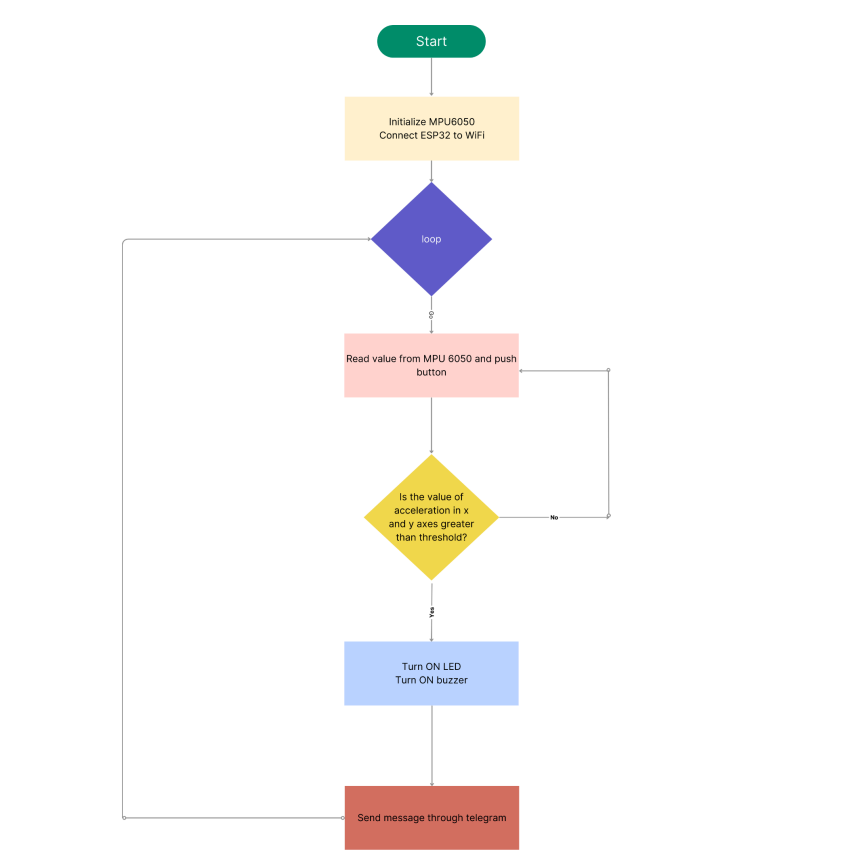 Start
Initialize MPU6050
Connect ESP32 to WiFi
loop
Read value from MPU 6050 and push
button
Is the value of
acceleration in x
and y axes greater
than threshold?
No
Yes
Turn ON LED
Turn ON buzzer
Send message through telegram